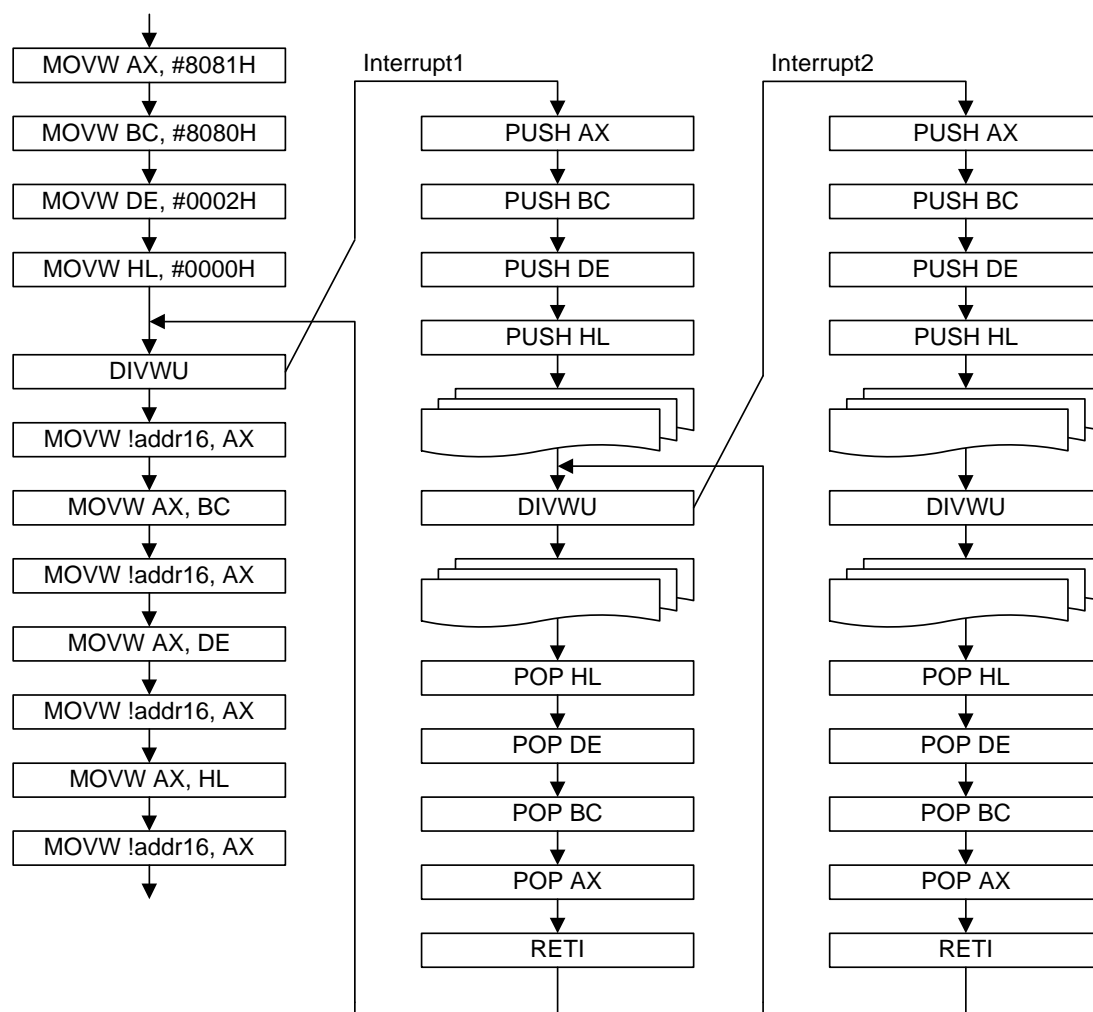 MOVW AX, #8081H
MOVW BC, #8080H
MOVW DE, #0002H
MOVW HL, #0000H
DIVWU
MOVW !addr16, AX
MOVW AX, BC
MOVW !addr16, AX
MOVW AX, DE
MOVW !addr16, AX
MOVW AX, HL
MOVW !addr16, AX
Interrupt1
PUSH AX
PUSH BC
PUSH DE
PUSH HL
DIVWU
POP HL
POP DE
POP BC
POP AX
RETI
Interrupt2
PUSH AX
PUSH BC
PUSH DE
PUSH HL
DIVWU
POP HL
POP DE
POP BC
POP AX
RETI